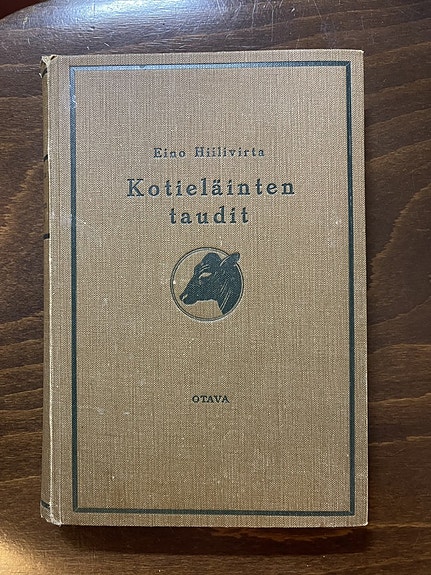 Eino Hiilivirta
Kotieläinten
taudit
OTAVA